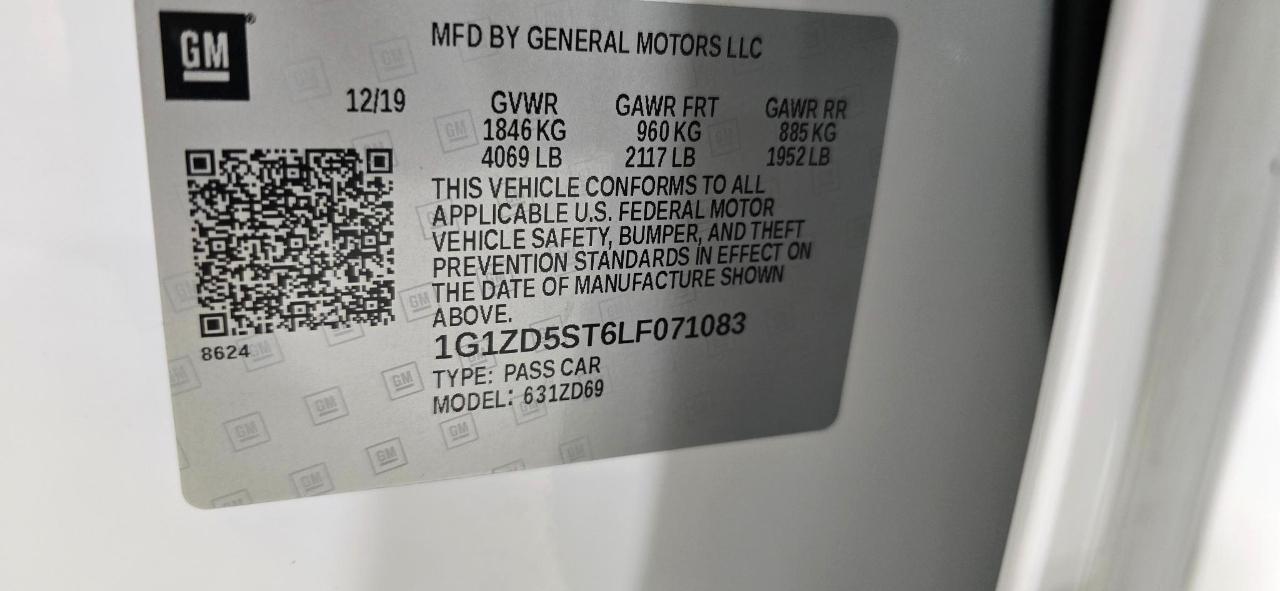 GM
MFD BY GENERAL MOTORS LLC
12/19
GVWR GAWR FRT GAWR RR
1846 KG 960 KG 885 KG
4069 LB 2117 LB 1952 LB
THIS VEHICLE CONFORMS TO ALL
APPLICABLE U.S. FEDERAL MOTOR
VEHICLE SAFETY, BUMPER, AND THEFT
PREVENTION STANDARDS IN EFFECT ON
THE DATE OF MANUFACTURE SHOWN
ABOVE.
1G1ZD5ST6LF071083
TYPE: PASS CAR
MODEL: 631ZD69
8624